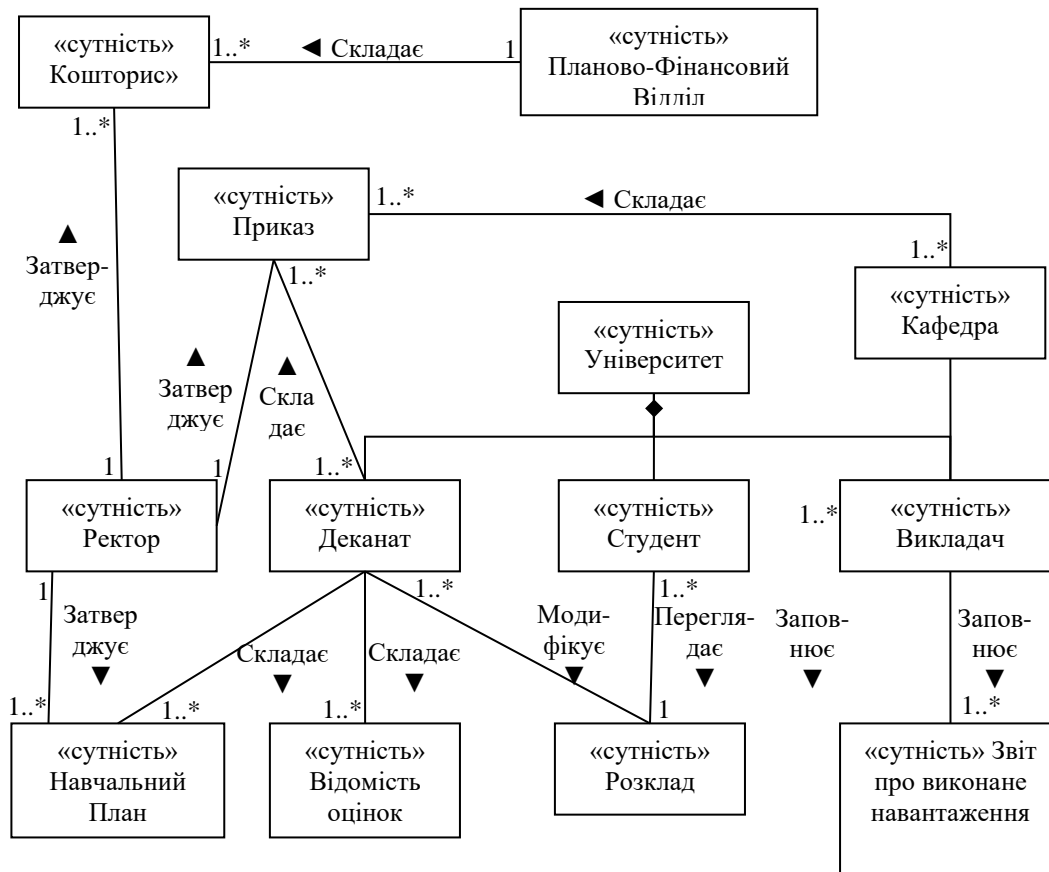 «сутність»
Кошторис»
1..*
◄ Складає
1
«сутність»
Планово-Фінансовий
Відділ
1..*
«сутність»
Приказ
1..*
◄ Складає
▲
Затвер-
джує
1..*
1..*
«сутність»
Кафедра
«сутність»
Університет
▲
Затвер
джує
▲
Скла
дає
1
1
1..*
«сутність»
Ректор
«сутність»
Деканат
«сутність»
Студент
1..*
«сутність»
Викладач
1
1..*
1..*
Затвер
джує
▼
Складає
▼
Складає
▼
Моди-
фікує
▼
Перегля-
дає
▼
Запов-
нює
▼
Запов-
нює
▼
1..*
1..*
1..*
1
1..*
«сутність»
Навчальний
План
«сутність»
Відомість
оцінок
«сутність»
Розклад
«сутність» Звіт
про виконане
навантаження